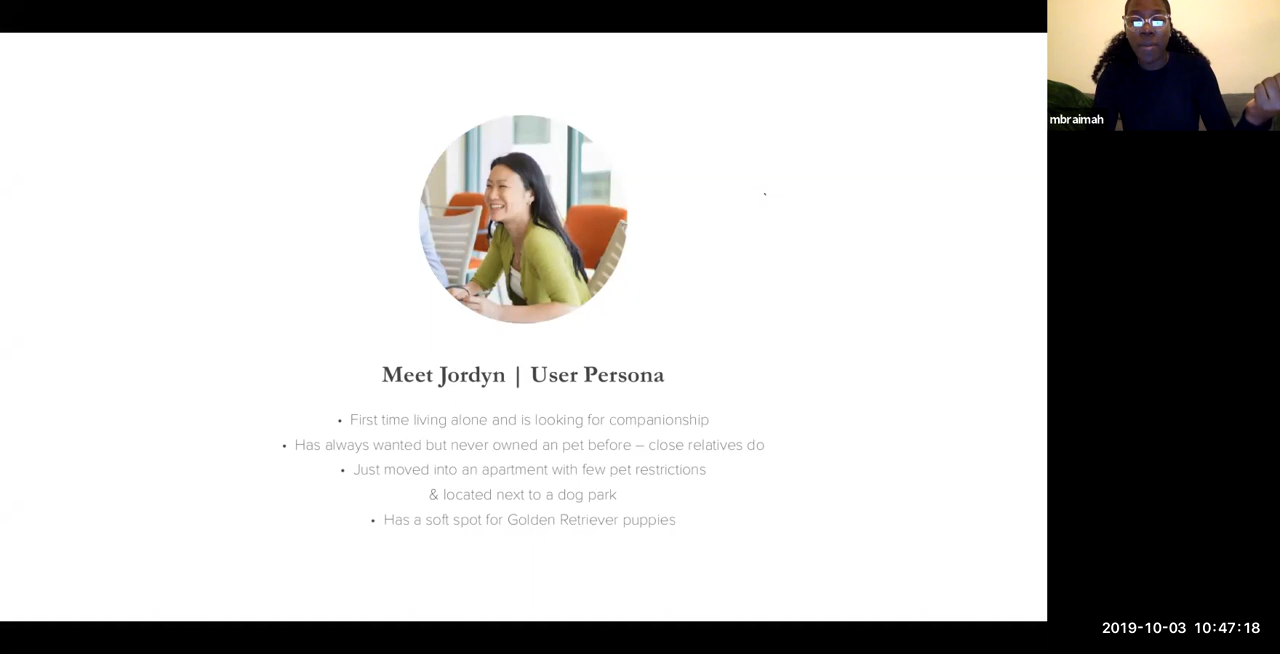 mbraimah
Meet Jordyn | User Persona
• First time living alone and is looking for companionship
• Has always wanted but never owned an pet before – close relatives do
• Just moved into an apartment with few pet restrictions
& located next to a dog park
• Has a soft spot for Golden Retriever puppies
2019-10-03 10:47:18